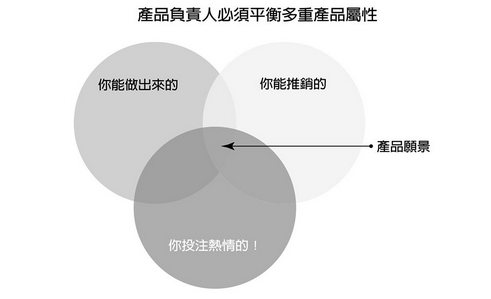 產品負責人必須平衡多重產品屬性
你能做出來的
你能推銷的
產品願景
你投注熱情的！